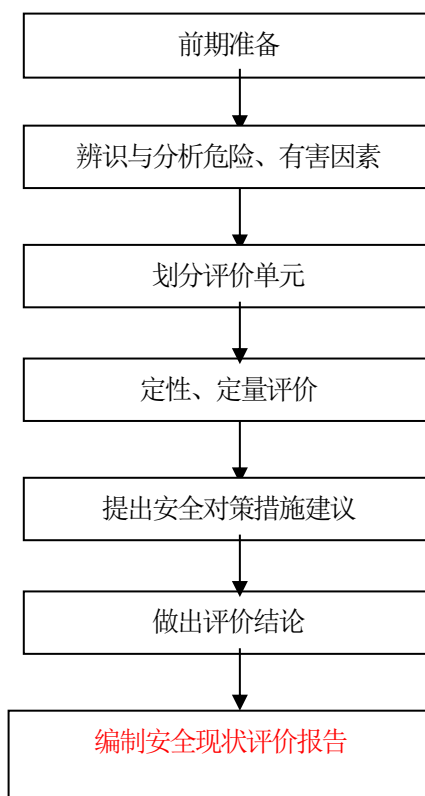 前期准备
辨识与分析危险、有害因素
划分评价单元
定性、定量评价
提出安全对策措施建议
做出评价结论
编制安全现状评价报告